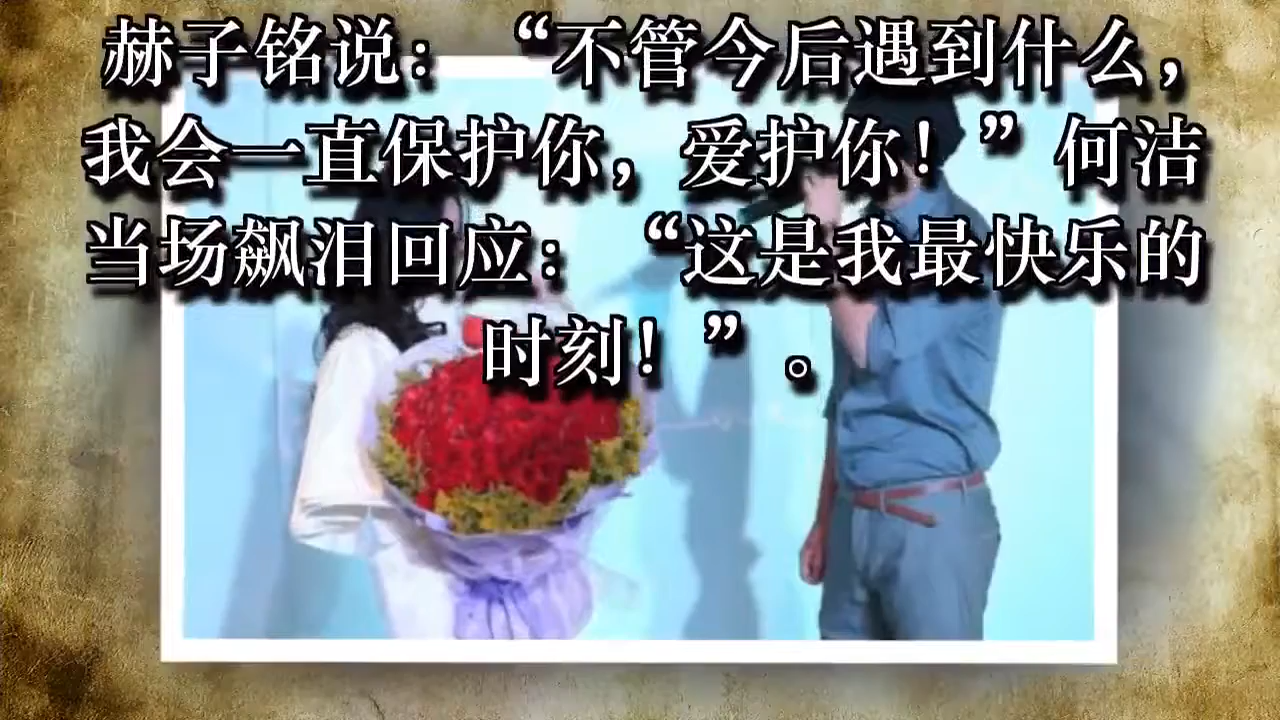 赫子铭说：“不管今后遇到什么，
我会一直保护你，爱护你！”何洁
当场飙泪回应：“这是我最快乐的
时刻！”。